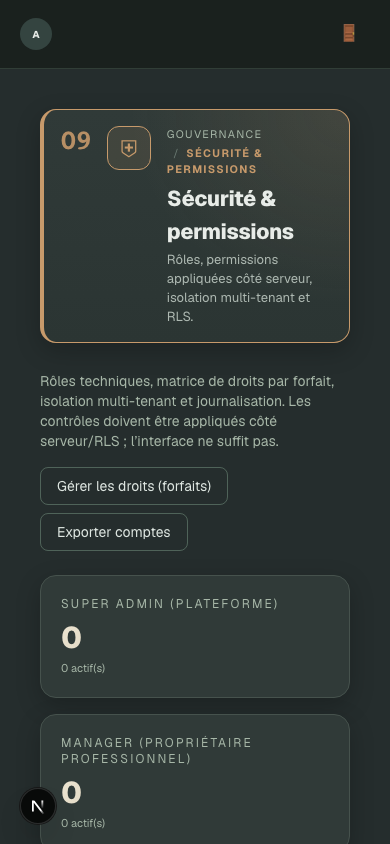 A
09
GOUVERNANCE
/ SÉCURITÉ &
PERMISSIONS
Sécurité &
permissions
Rôles, permissions
appliquées côté serveur,
isolation multi-tenant et
RLS.
Rôles techniques, matrice de droits par forfait,
isolation multi-tenant et journalisation. Les
contrôles doivent être appliqués côté
serveur/RLS ; l’interface ne suffit pas.
Gérer les droits (forfaits)
Exporter comptes
SUPER ADMIN (PLATEFORME)
0
0 actif(s)
MANAGER (PROPRIÉTAIRE
PROFESSIONNEL)
0
0 actif(s)
N